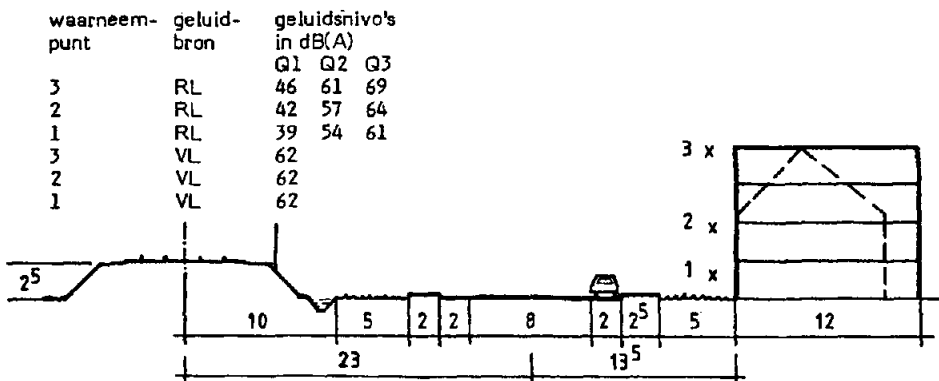 waarneem- geluid- geluidsnivo's
punt bron in dB(A)
Q1 Q2 Q3
3 RL 46 61 69
2 RL 42 57 64
1 RL 39 54 61
3 VL 62
2 VL 62
1 VL 62
3 x
2 x
1 x
2⁵
10 5 2 2 8 2 2⁵ 5 12
23 13⁵